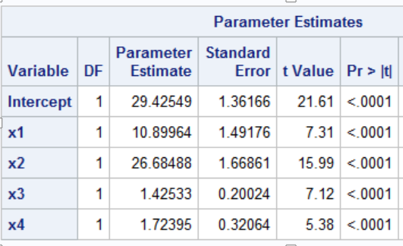 Parameter Estimates
Variable DF Parameter Estimate Standard Error t Value Pr > |t|
Intercept 1 29.42549 1.36166 21.61 <.0001
x1 1 10.89964 1.49176 7.31 <.0001
x2 1 26.68488 1.66861 15.99 <.0001
x3 1 1.42533 0.20024 7.12 <.0001
x4 1 1.72395 0.32064 5.38 <.0001